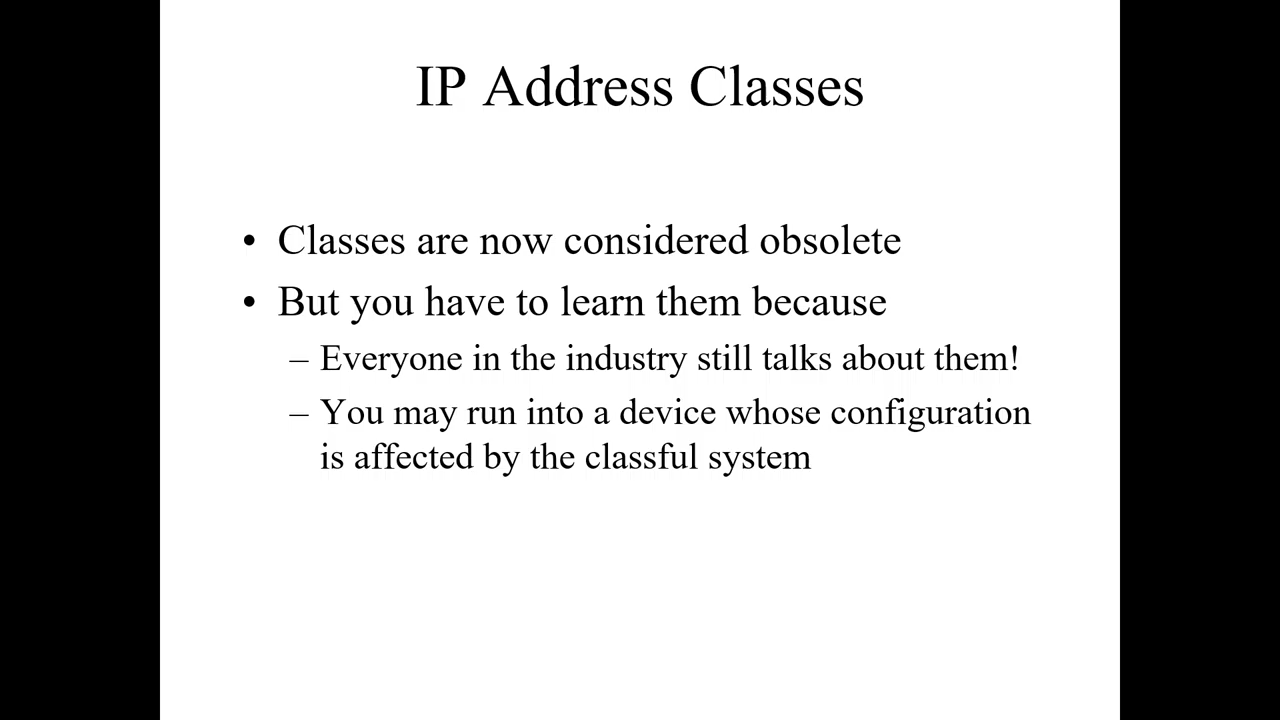 IP Address Classes
• Classes are now considered obsolete
• But you have to learn them because
– Everyone in the industry still talks about them!
– You may run into a device whose configuration
is affected by the classful system